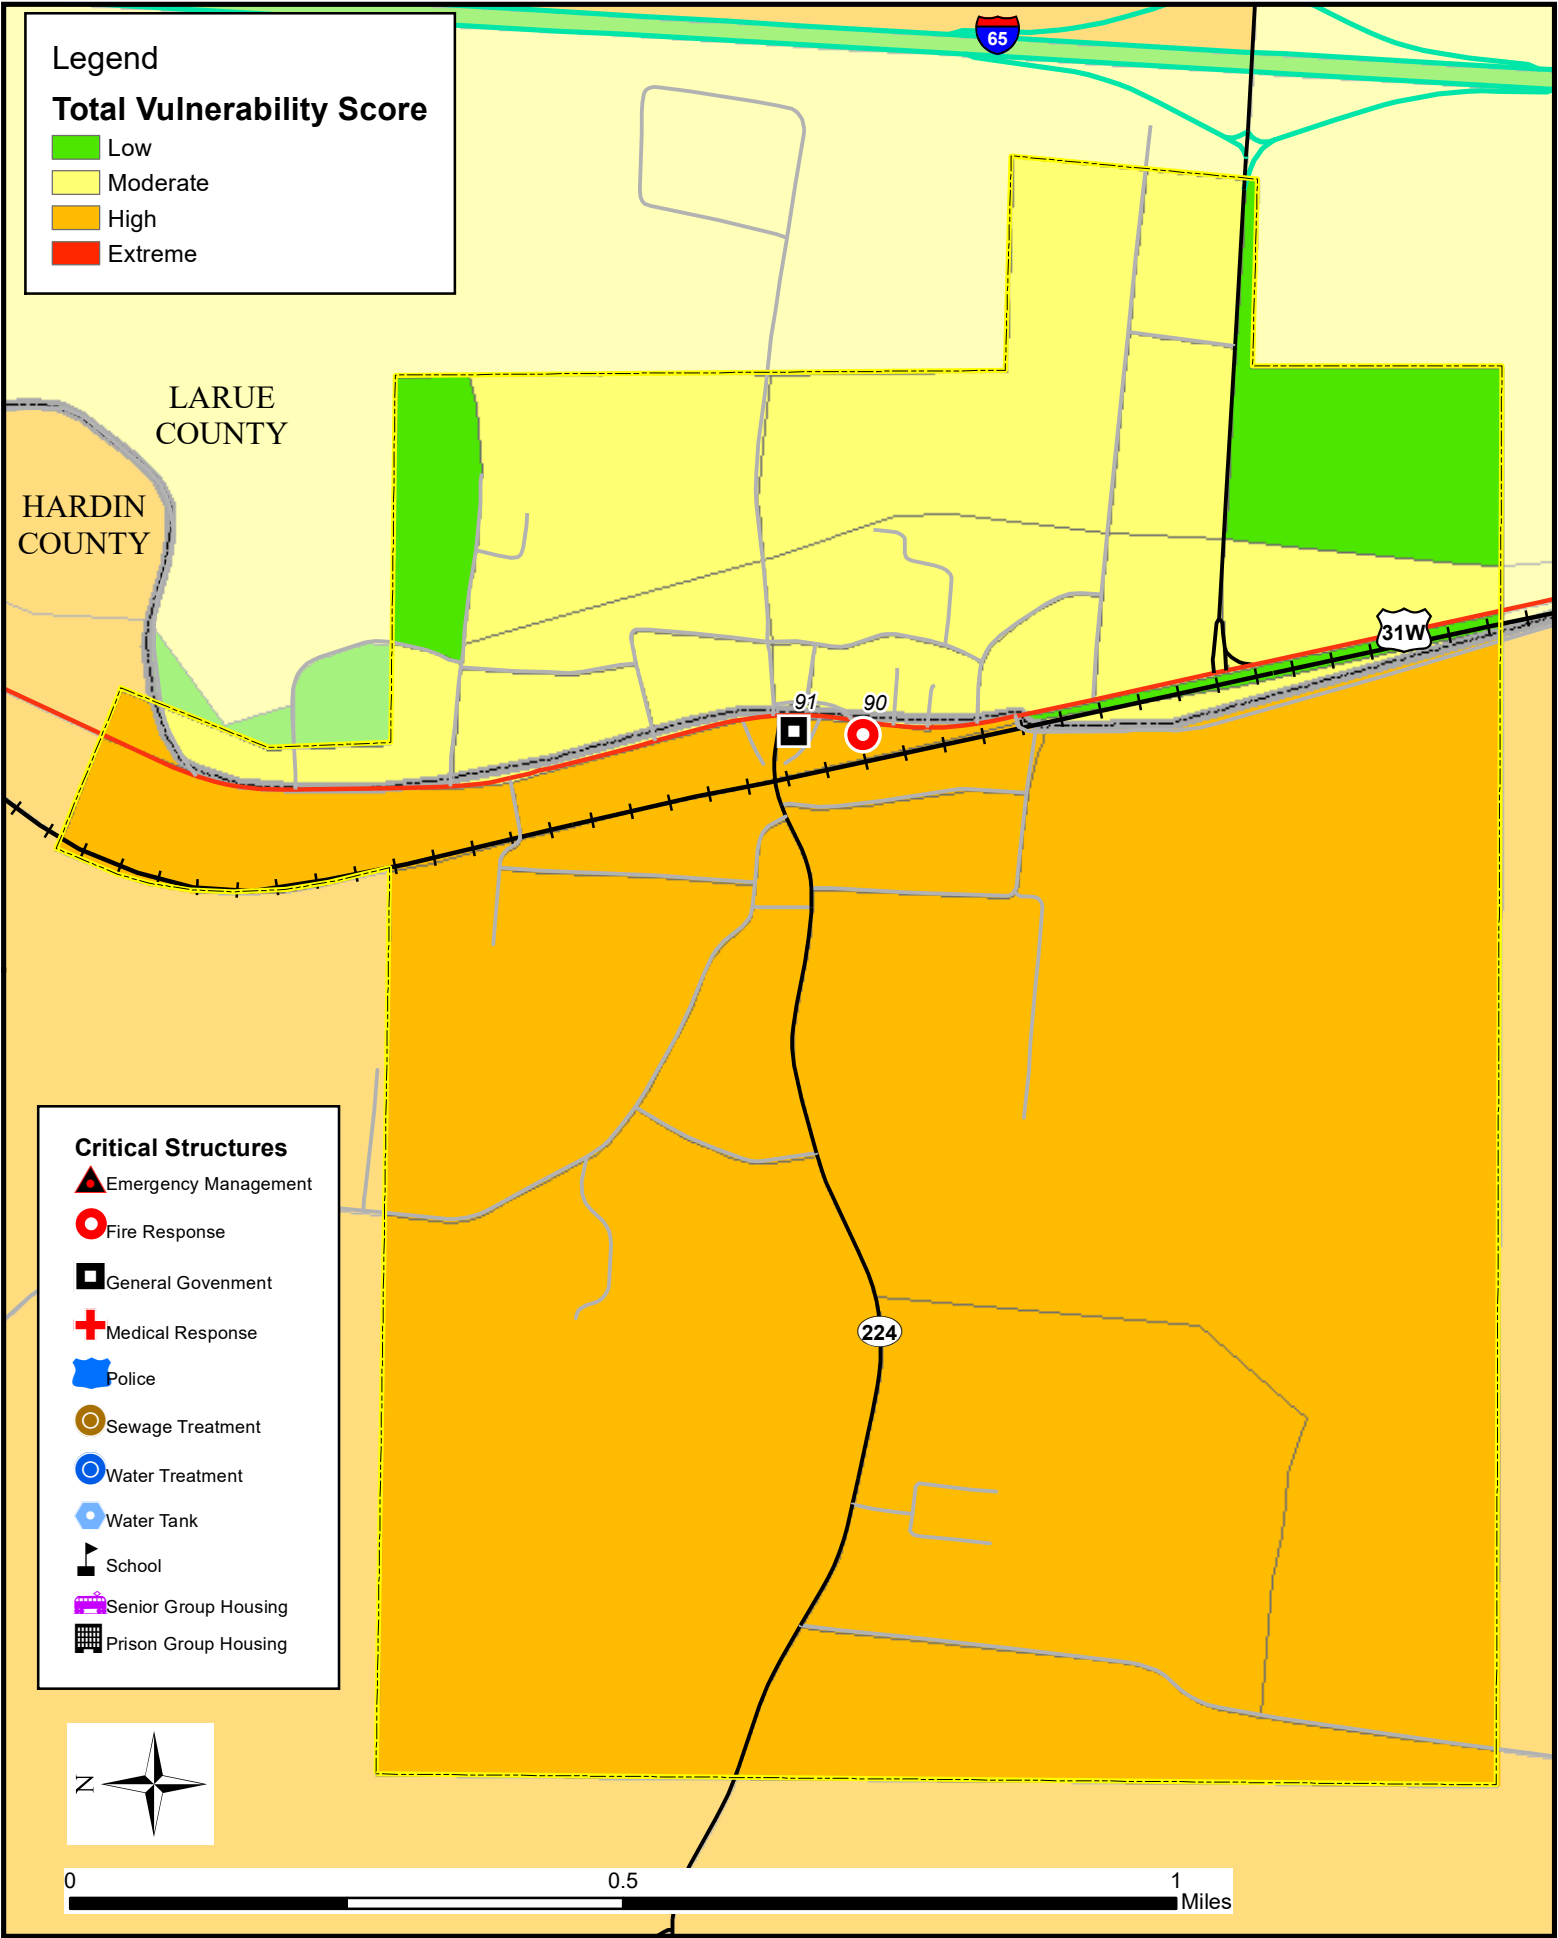 65
Legend
Total Vulnerability Score
Low
Moderate
High
Extreme
LARUE
COUNTY
HARDIN
COUNTY
31W
91
90
Critical Structures
Emergency Management
Fire Response
General Govenment
Medical Response
Police
Sewage Treatment
Water Treatment
Water Tank
School
Senior Group Housing
Prison Group Housing
224
N
0 0.5 1
Miles